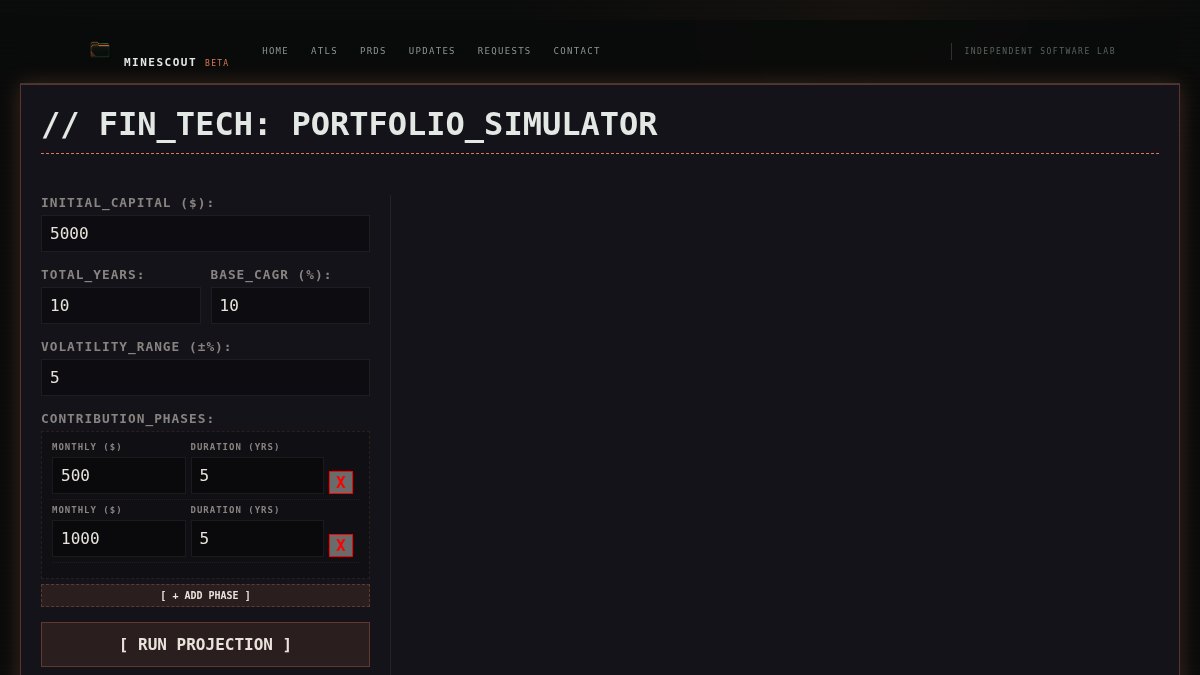 MINESCOUT BETA
HOME ATLS PRDS UPDATES REQUESTS CONTACT
INDEPENDENT SOFTWARE LAB
// FIN_TECH: PORTFOLIO_SIMULATOR
INITIAL_CAPITAL ($):
5000
TOTAL_YEARS: BASE_CAGR (%):
10 10
VOLATILITY_RANGE (±%):
5
CONTRIBUTION_PHASES:
MONTHLY ($) DURATION (YRS)
500 5 X
MONTHLY ($) DURATION (YRS)
1000 5 X
[ + ADD PHASE ]
[ RUN PROJECTION ]